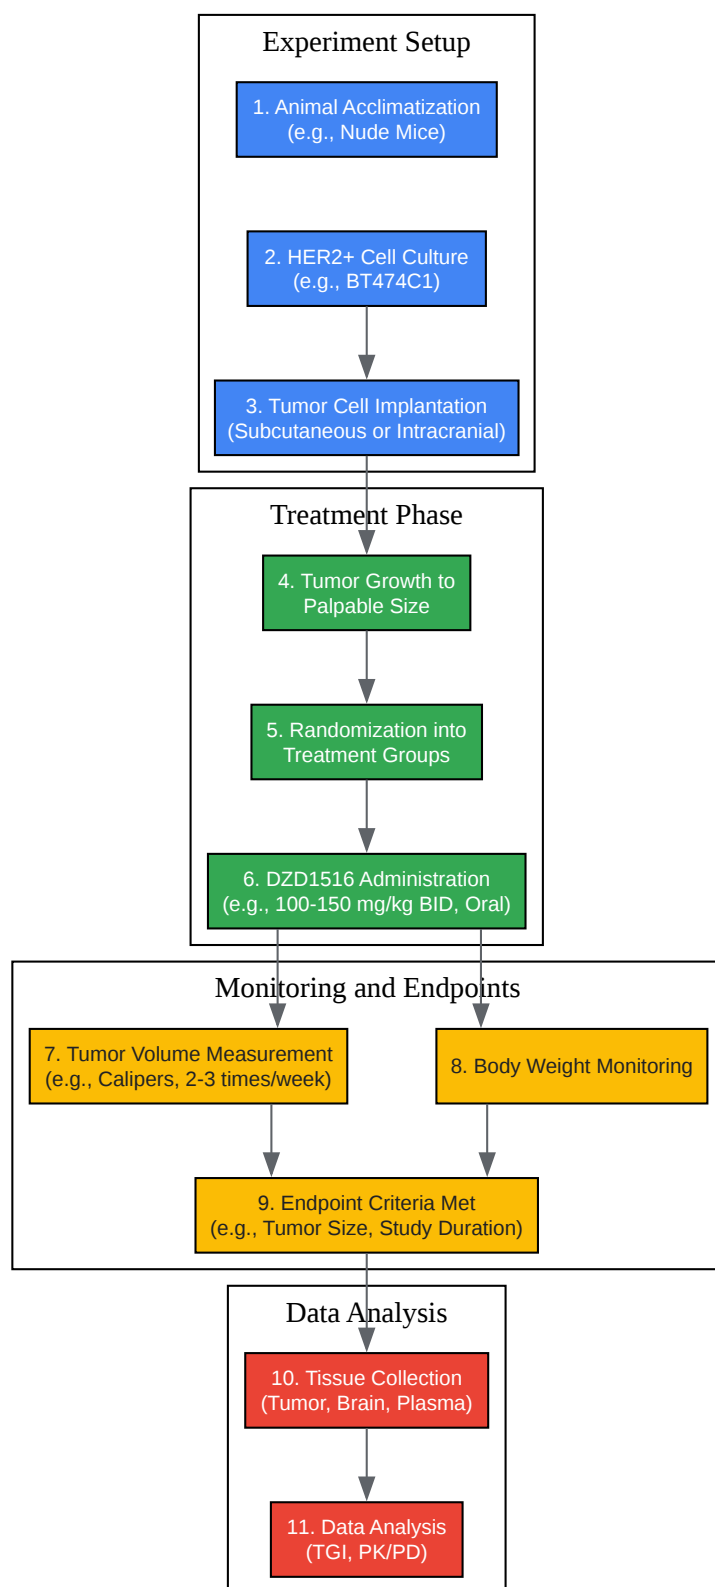 Experiment Setup
1. Animal Acclimatization
(e.g., Nude Mice)
2. HER2+ Cell Culture
(e.g., BT474C1)
3. Tumor Cell Implantation
(Subcutaneous or Intracranial)
Treatment Phase
4. Tumor Growth to
Palpable Size
5. Randomization into
Treatment Groups
6. DZD1516 Administration
(e.g., 100-150 mg/kg BID, Oral)
Monitoring and Endpoints
7. Tumor Volume Measurement
(e.g., Calipers, 2-3 times/week)
8. Body Weight Monitoring
9. Endpoint Criteria Met
(e.g., Tumor Size, Study Duration)
Data Analysis
10. Tissue Collection
(Tumor, Brain, Plasma)
11. Data Analysis
(TGI, PK/PD)